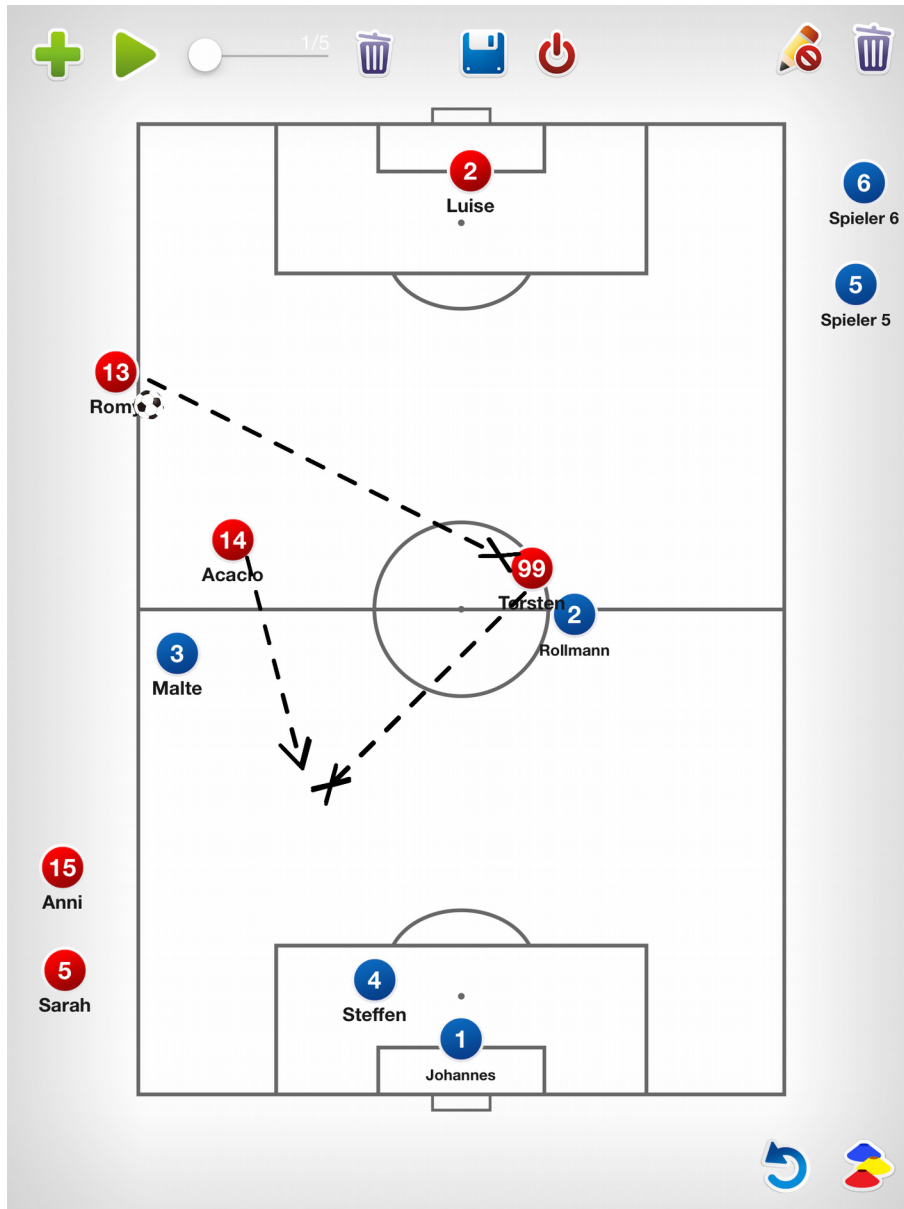 1/5
2
Luise
6
Spieler 6
5
Spieler 5
13
Romy
14
Acacio
99
Torsten
2
Rollmann
3
Malte
15
Anni
5
Sarah
4
Steffen
1
Johannes